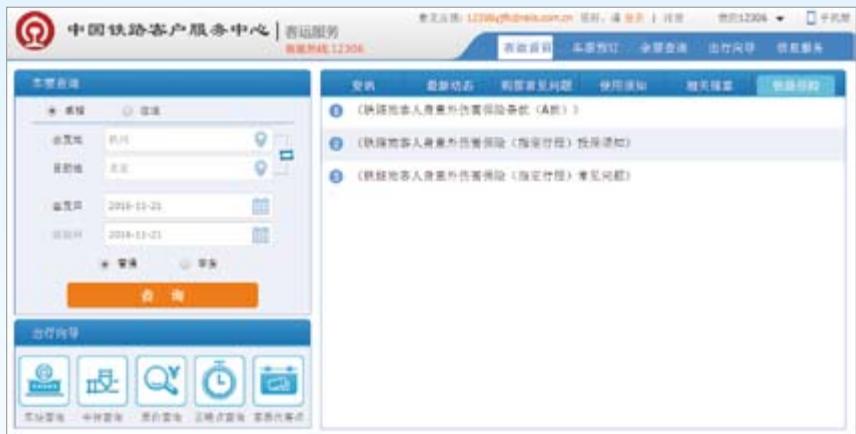 中国铁路客户服务中心 客运服务
客服热线 12306
意见反馈: 您好，请 登录 | 注册 我的12306 手机版
客运首页 车票预订 余票查询 出行向导 信息服务
车票查询
单程 往返
出发地 杭州
目的地 北京
出发日 2016-11-21
返程日 2016-11-21
普通 学生
查 询
出行向导
车站查询 中转查询 票价查询 正晚点查询 客票代售点
最新动态 常见问题 使用须知 相关规章 铁路保险
1 《铁路旅客人身意外伤害保险条款（A款）》
2 《铁路旅客人身意外伤害保险（指定行程）投保须知》
3 《铁路旅客人身意外伤害保险（指定行程）常见问题》